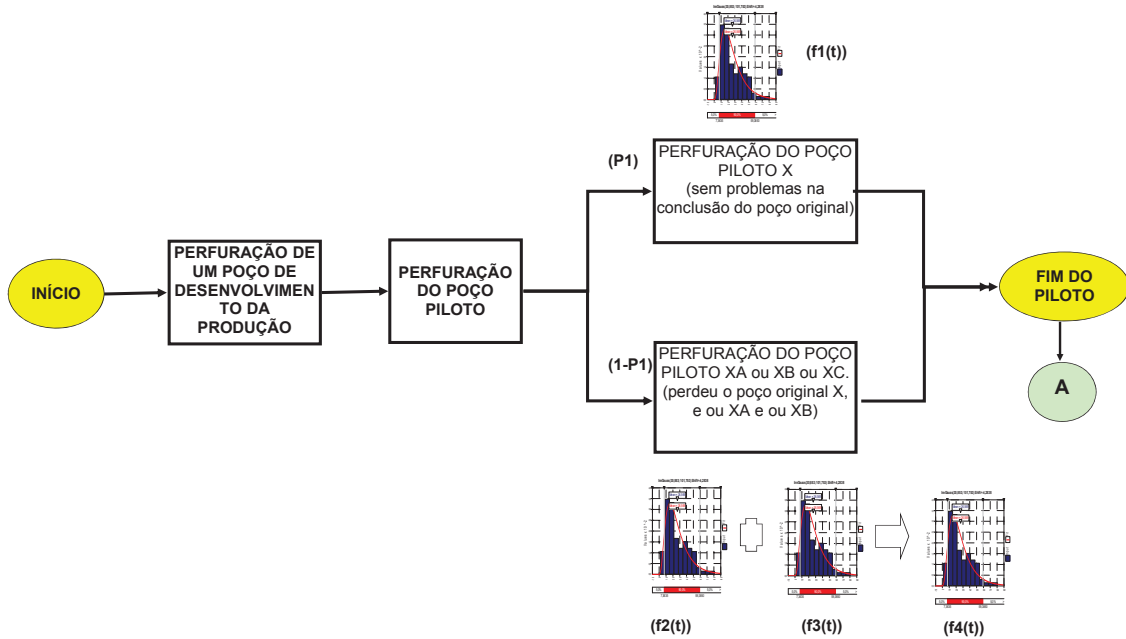 (f1(t))
(P1)
PERFURAÇÃO DO POÇO
PILOTO X
(sem problemas na
conclusão do poço original)
INÍCIO
PERFURAÇÃO DE
UM POÇO DE
DESENVOLVIMEN
TO DA
PRODUÇÃO
PERFURAÇÃO
DO POÇO
PILOTO
FIM DO
PILOTO
(1-P1)
PERFURAÇÃO DO POÇO
PILOTO XA ou XB ou XC.
(perdeu o poço original X,
e ou XA e ou XB)
A
(f2(t))
(f3(t))
(f4(t))